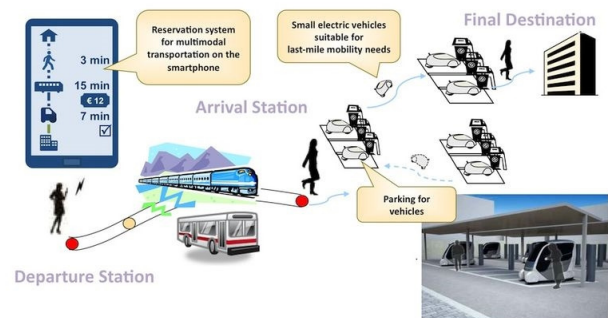 Reservation system
for multimodal
transportation on the
smartphone
3 min
15 min
€ 12
7 min
Small electric vehicles
suitable for
last-mile mobility needs
Final Destination
Arrival Station
Parking for
vehicles
Departure Station